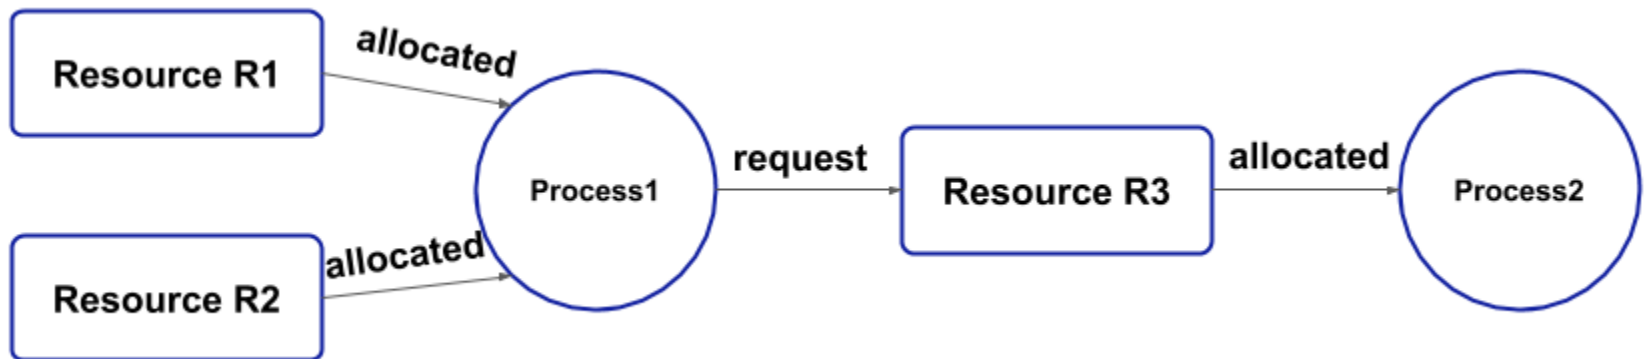 Resource R1
allocated
Process1
request
Resource R3
allocated
Process2
Resource R2
allocated